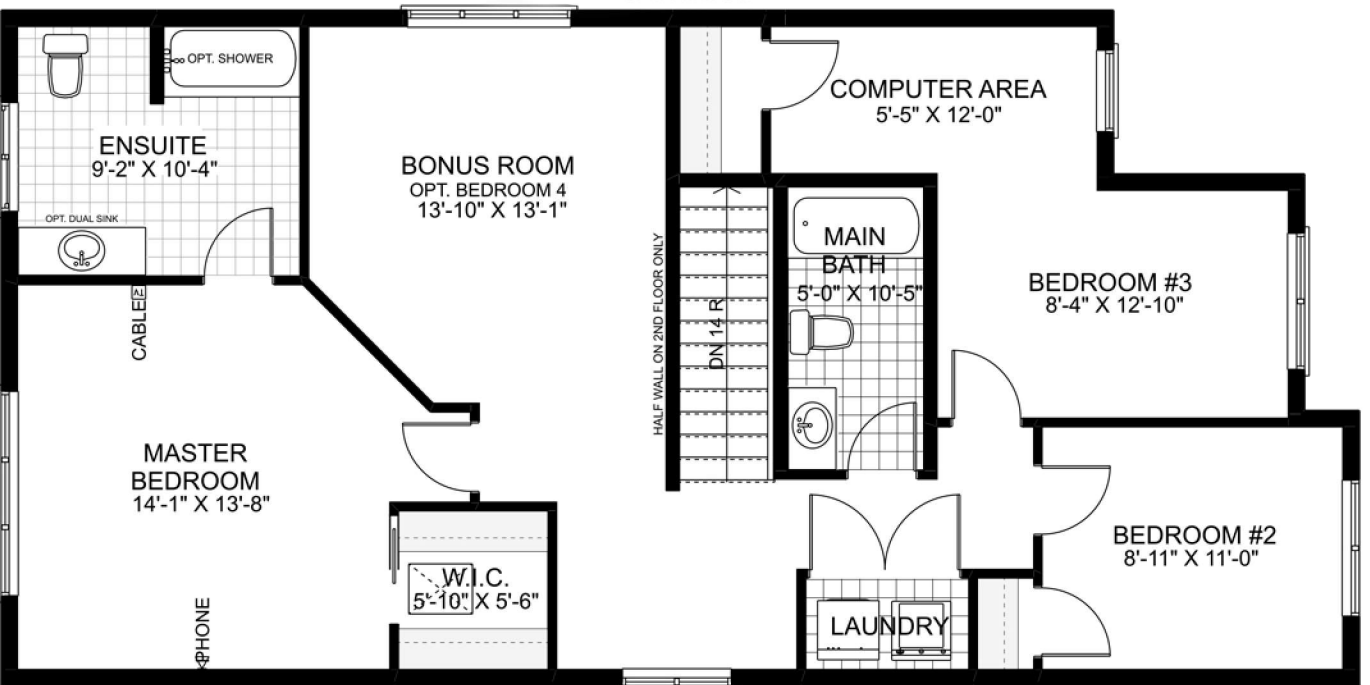 OPT. SHOWER
ENSUITE
9'-2" X 10'-4"
OPT. DUAL SINK
BONUS ROOM
OPT. BEDROOM 4
13'-10" X 13'-1"
COMPUTER AREA
5'-5" X 12'-0"
MAIN
BATH
5'-0" X 10'-5"
BEDROOM #3
8'-4" X 12'-10"
HALF WALL ON 2ND FLOOR ONLY
DN 14 R
CABLE
MASTER
BEDROOM
14'-1" X 13'-8"
W.I.C.
5'-10" X 5'-6"
PHONE
LAUNDRY
BEDROOM #2
8'-11" X 11'-0"